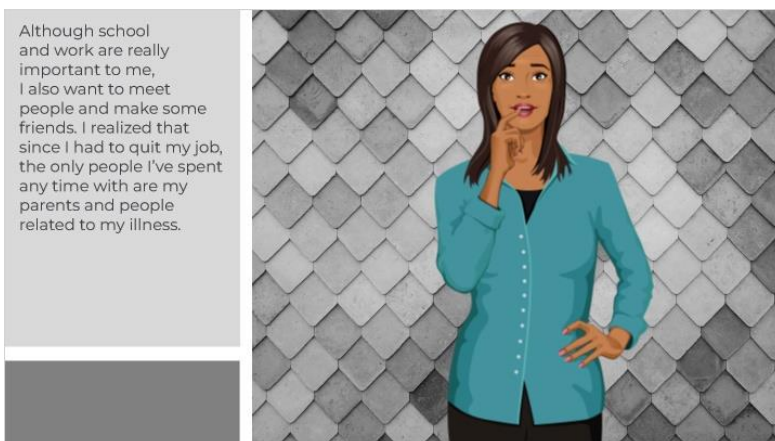 Although school
and work are really
important to me,
I also want to meet
people and make some
friends. I realized that
since I had to quit my job,
the only people I’ve spent
any time with are my
parents and people
related to my illness.